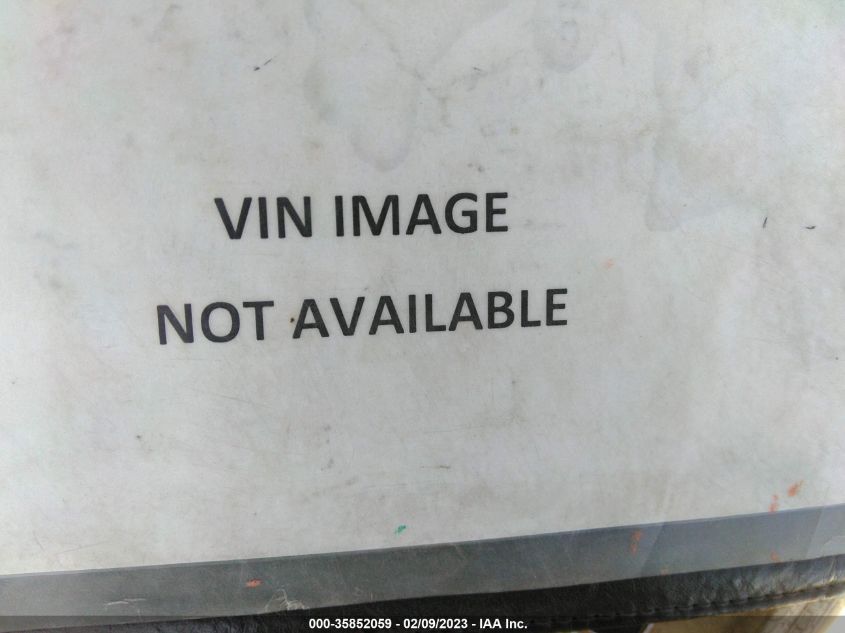 VIN IMAGE
NOT AVAILABLE
000-35852059 - 02/09/2023 - IAA Inc.